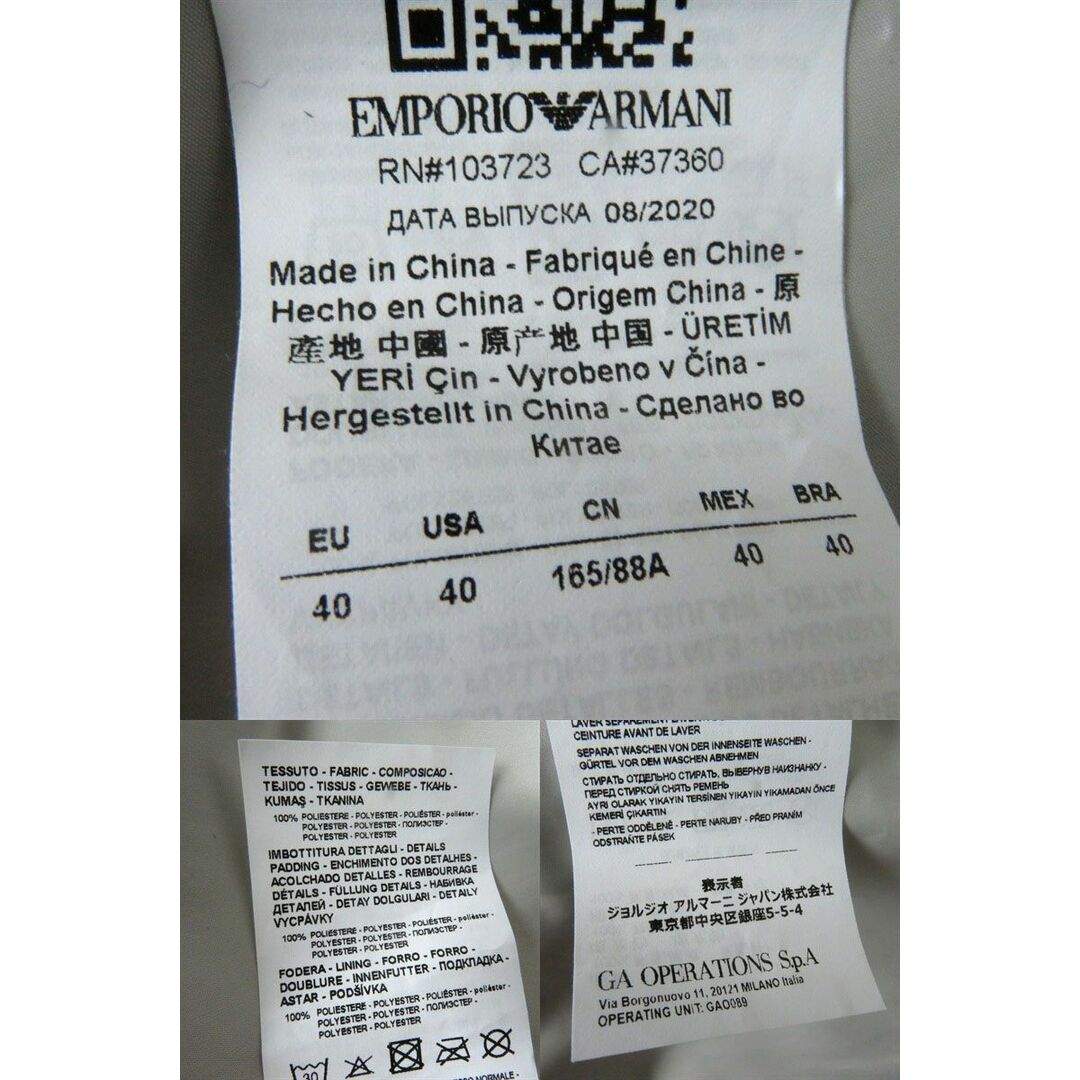 EMPORIO ARMANI
RN#103723 CA#37360
ДАТА ВЫПУСКА 08/2020
Made in China - Fabriqué en Chine -
Hecho en China - Origem China - 原
產地 中國 - 原产地 中国 - ÜRETİM
YERİ Çin - Vyrobeno v Čína -
Hergestellt in China - Сделано во
Китае
EU USA CN MEX BRA
40 40 165/88A 40 40
TESSUTO - FABRIC - COMPOSICAO -
TEJIDO - TISSUS - GEWEBE - ТКАНЬ -
KUMAŞ - TKANINA
100% POLIESTERE - POLYESTER - POLIÉSTER - poliéster -
POLYESTER - POLYESTER - ПОЛИЭСТЕР -
POLYESTER - POLYESTER
IMBOTTITURA DETTAGLI - DETAILS
PADDING - ENCHIMENTO DOS DETALHES -
ACOLCHADO DETALLES - REMBOURRAGE
DÉTAILS - FÜLLUNG DETAILS - НАБИВКА
ДЕТАЛЕЙ - DETAY DOLGULARI - DETAILY
VYCPÁVKY
100% POLIESTERE - POLYESTER - POLIÉSTER - poliéster -
POLYESTER - POLYESTER - ПОЛИЭСТЕР -
POLYESTER - POLYESTER
FODERA - LINING - FORRO - FORRO -
DOUBLURE - INNENFUTTER - ПОДКЛАДКА -
ASTAR - PODŠÍVKA
100% POLIESTERE - POLYESTER - POLIÉSTER - poliéster -
POLYESTER - POLYESTER - ПОЛИЭСТЕР -
POLYESTER - POLYESTER
30
NORMALE -
CEINTURE AVANT DE LAVER
SEPARAT WASCHEN VON DER INNENSEITE WASCHEN -
GÜRTEL VOR DEM WASCHEN ABNEHMEN
СТИРАТЬ ОТДЕЛЬНО СТИРАТЬ, ВЫВЕРНУВ НАИЗНАНКУ -
ПЕРЕД СТИРКОЙ СНЯТЬ РЕМЕНЬ
AYRI OLARAK YIKAYIN TERSİNEN YIKAYIN YIKAMADAN ÖNCE
KEMERİ ÇIKARTIN
- PERTE ODDĚLENĚ - PERTE NARUBY - PŘED PRANÍM
ODSTRAŇTE PÁSEK
表示者
ジョルジオ アルマーニ ジャパン株式会社
東京都中央区銀座5-5-4
GA OPERATIONS S.p.A
Via Borgonuovo 11, 20121 MILANO Italia
OPERATING UNIT: GAO089